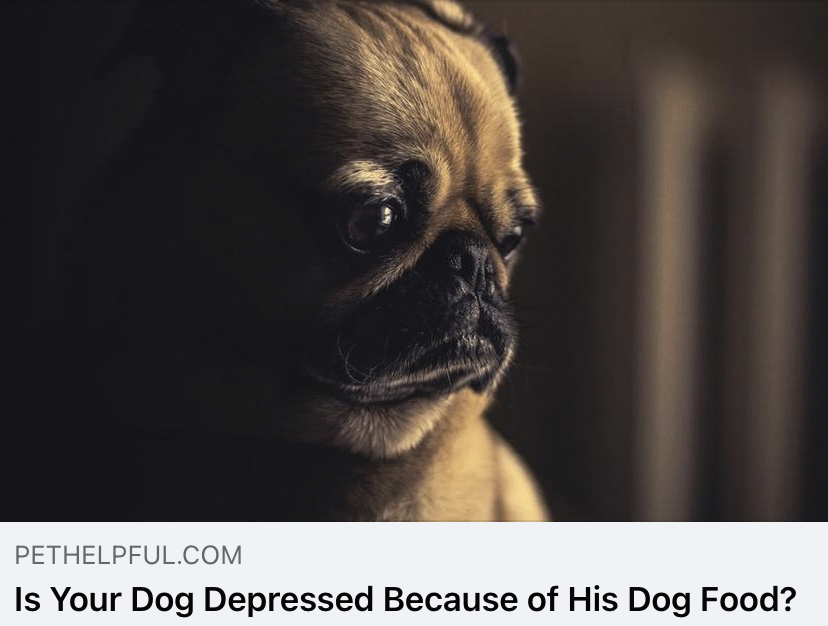 PETHELPFUL.COM
Is Your Dog Depressed Because of His Dog Food?